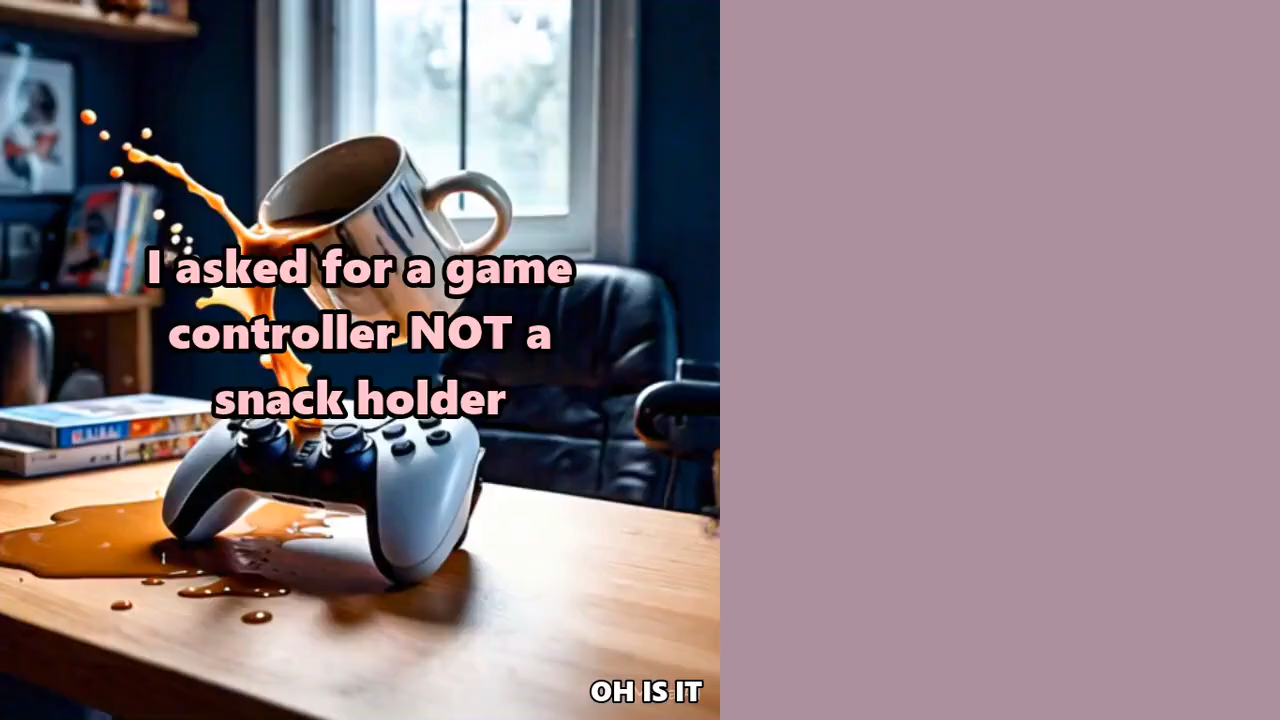 I asked for a game
controller NOT a
snack holder
OH IS IT